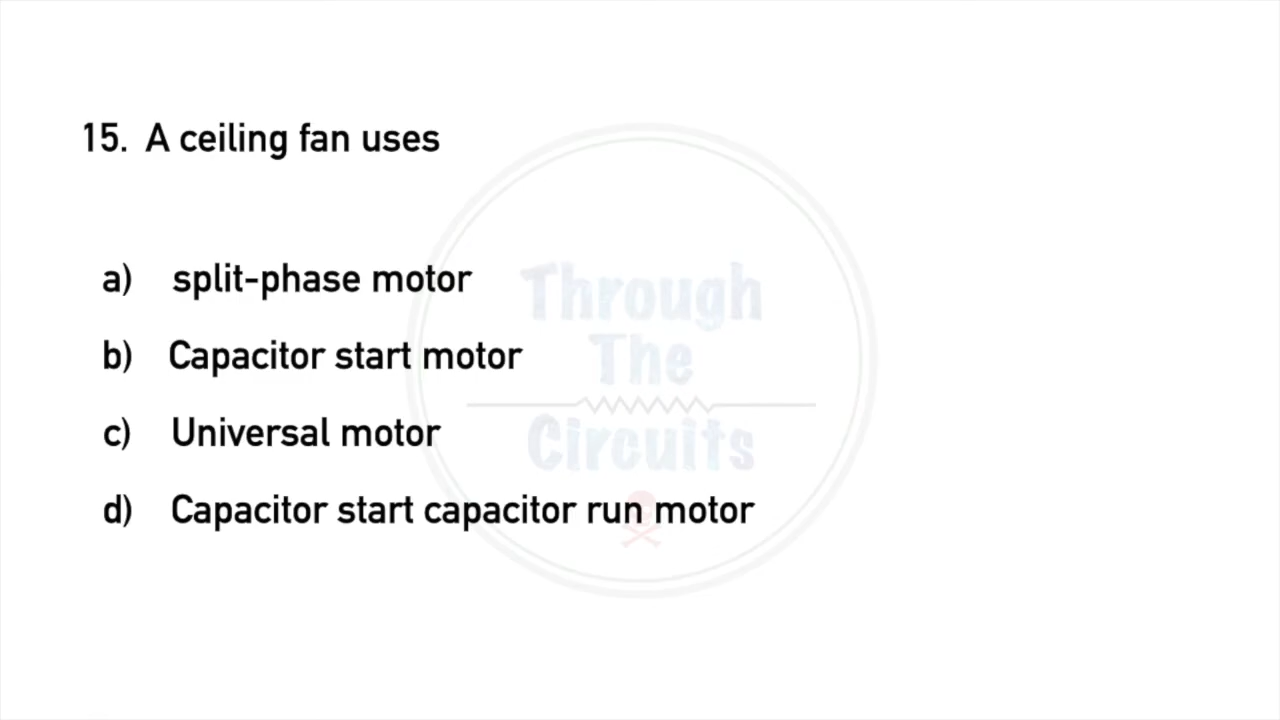 15. A ceiling fan uses
a) split-phase motor
b) Capacitor start motor
c) Universal motor
d) Capacitor start capacitor run motor
Through
The
Circuits